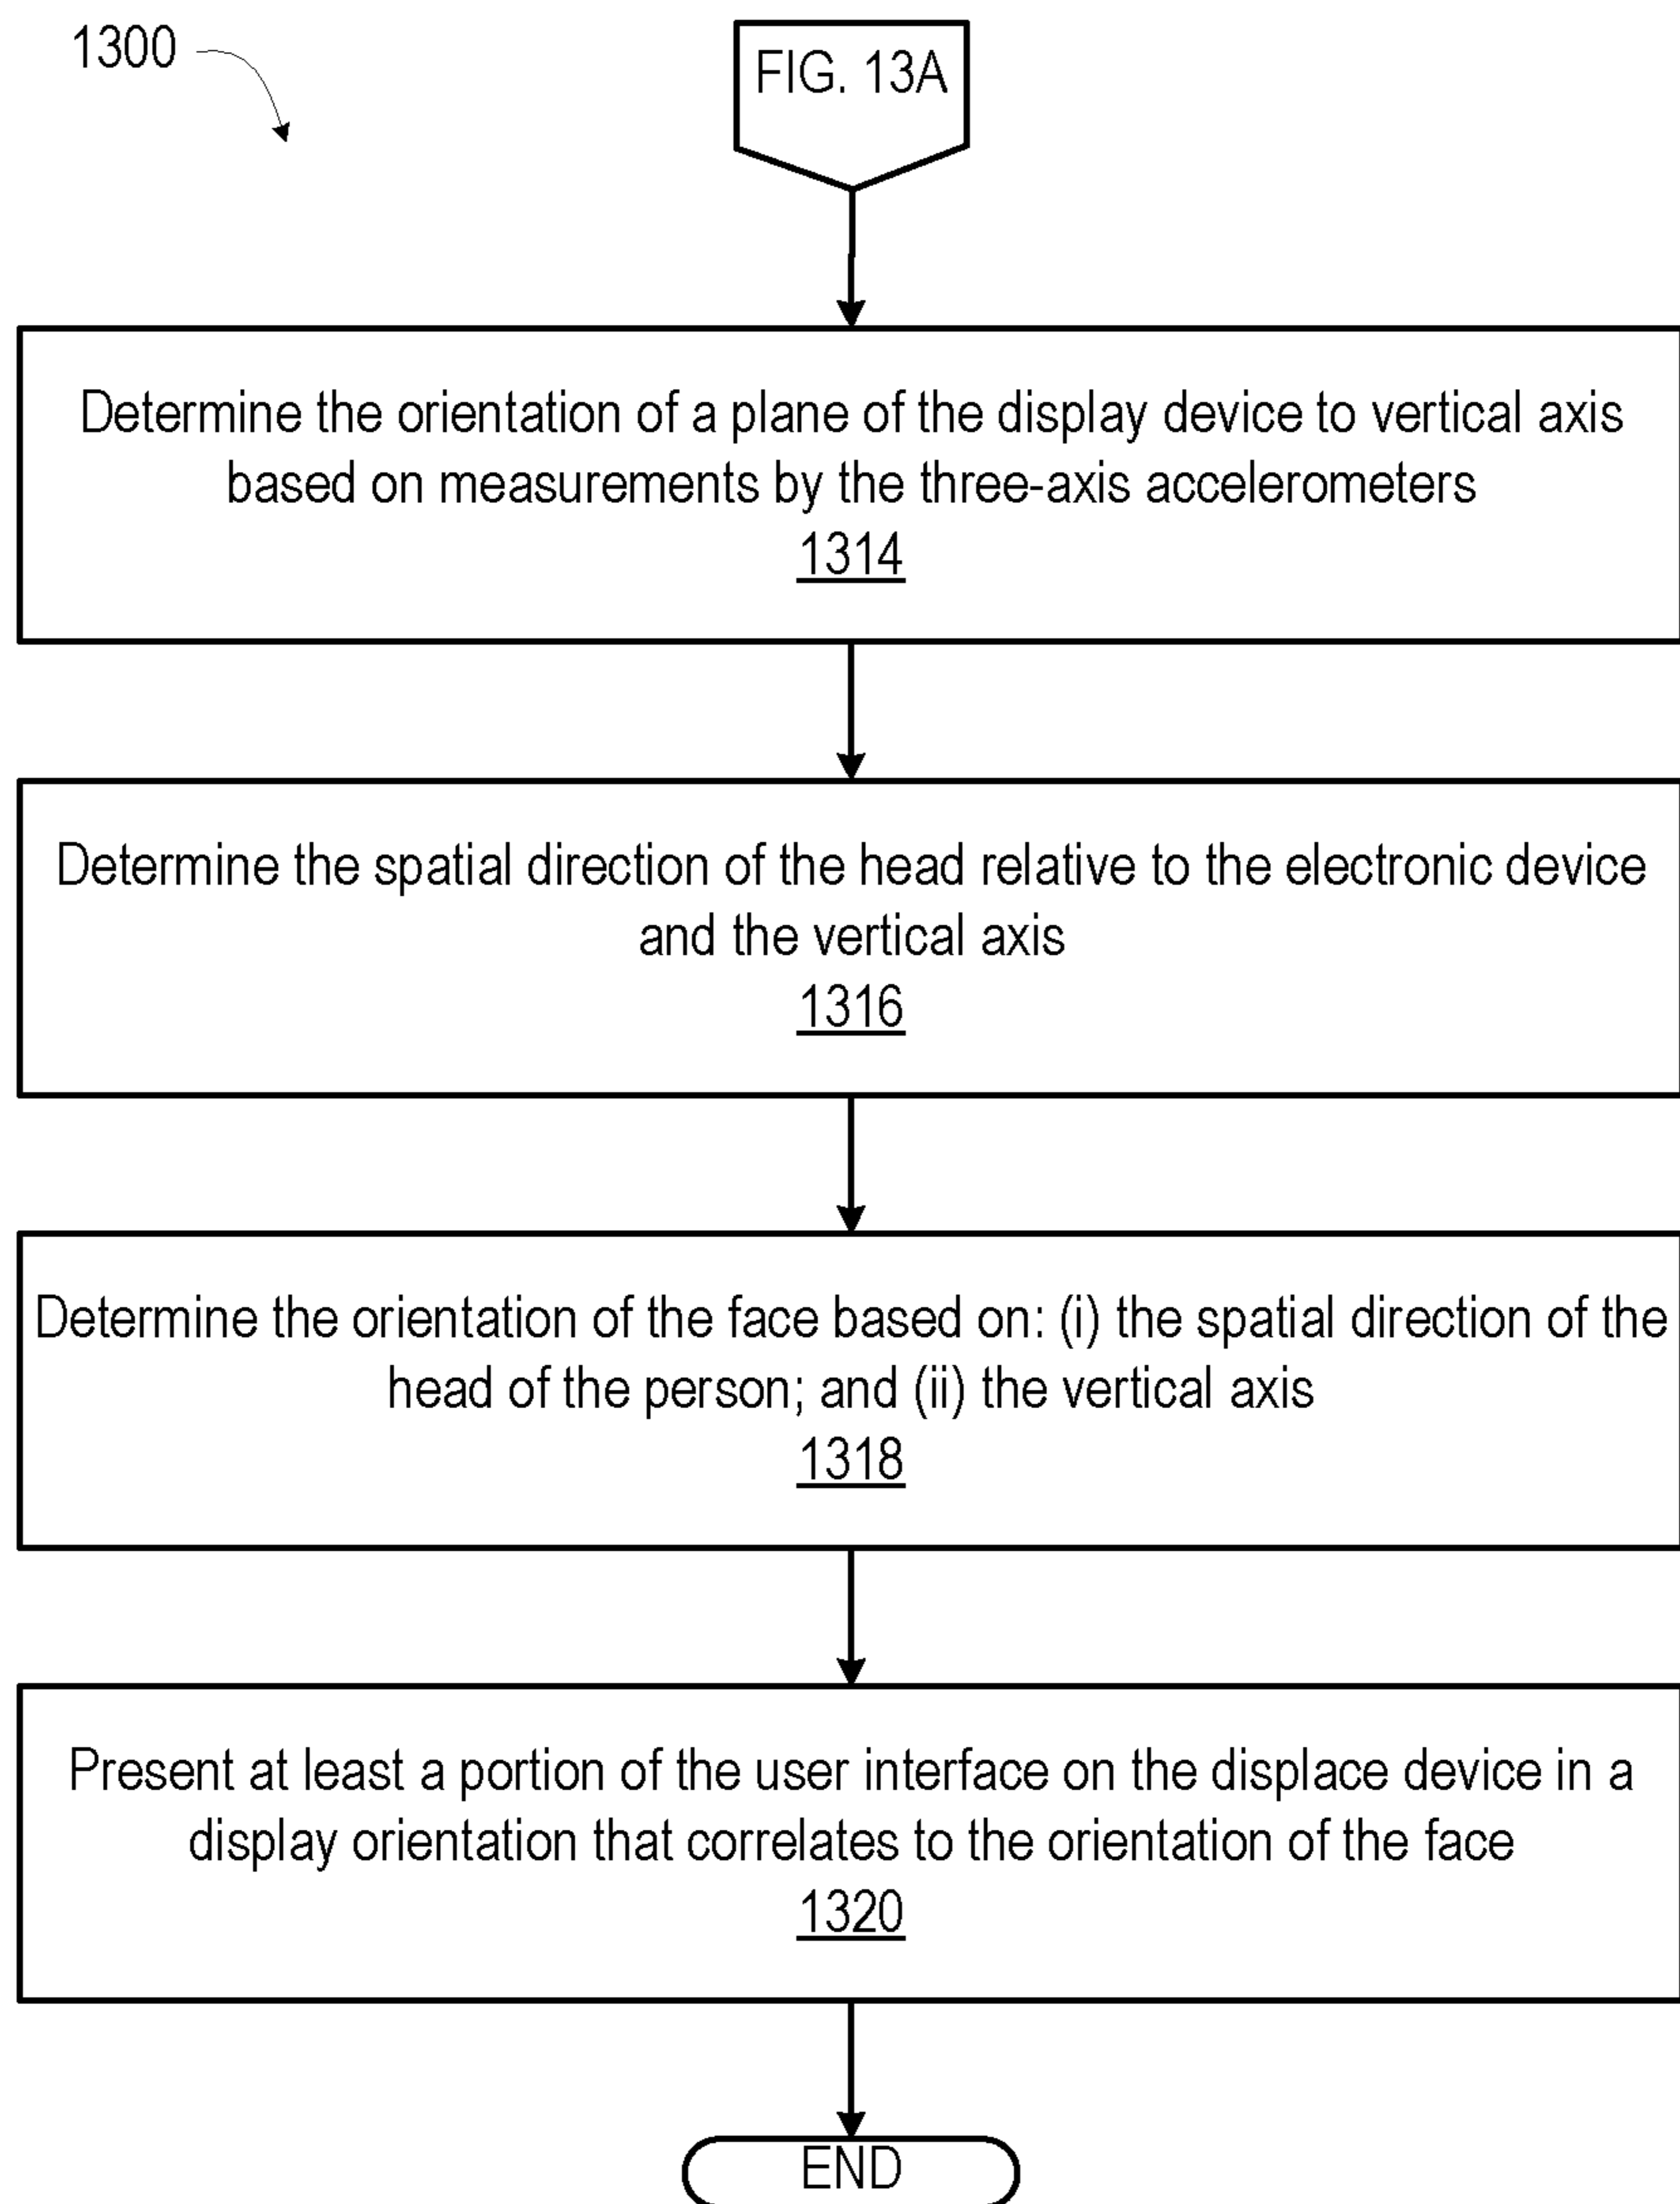 1300
FIG. 13A
Determine the orientation of a plane of the display device to vertical axis
based on measurements by the three-axis accelerometers
1314
Determine the spatial direction of the head relative to the electronic device
and the vertical axis
1316
Determine the orientation of the face based on: (i) the spatial direction of the
head of the person; and (ii) the vertical axis
1318
Present at least a portion of the user interface on the displace device in a
display orientation that correlates to the orientation of the face
1320
END